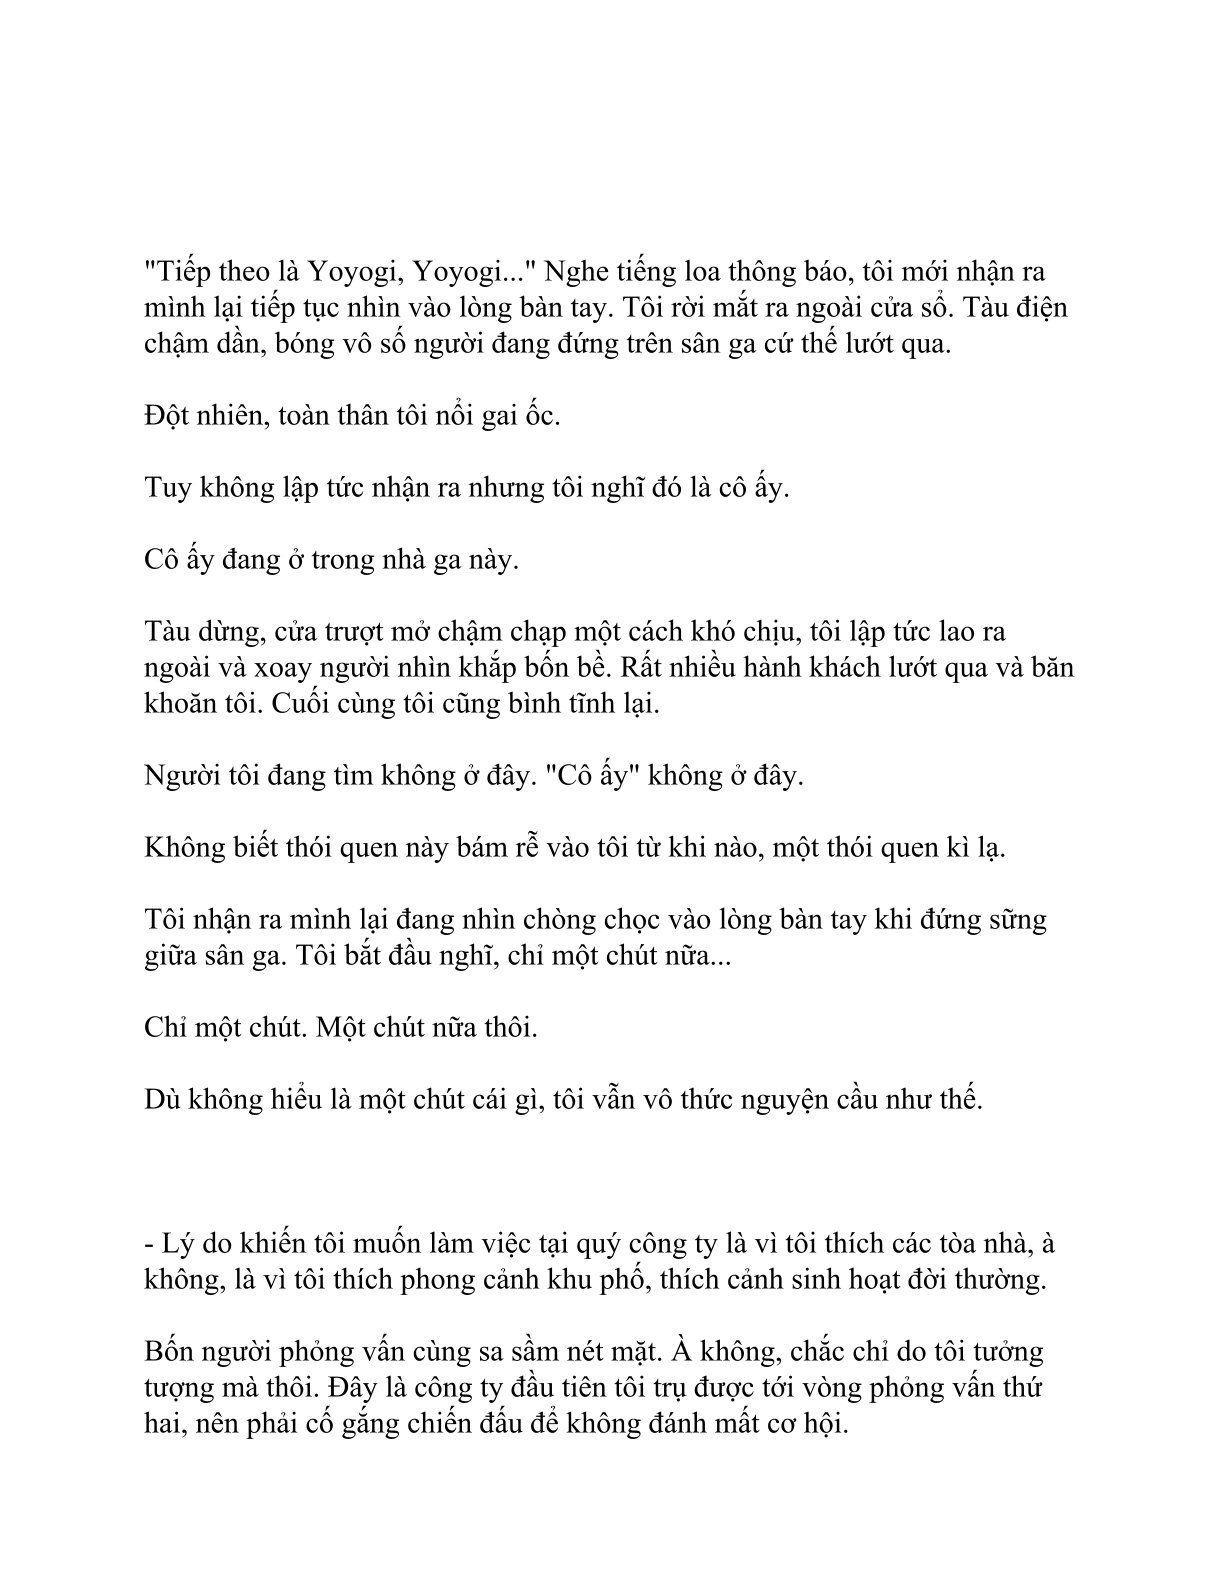 "Tiếp theo là Yoyogi, Yoyogi..." Nghe tiếng loa thông báo, tôi mới nhận ra
mình lại tiếp tục nhìn vào lòng bàn tay. Tôi rời mắt ra ngoài cửa sổ. Tàu điện
chậm dần, bóng vô số người đang đứng trên sân ga cứ thế lướt qua.
Đột nhiên, toàn thân tôi nổi gai ốc.
Tuy không lập tức nhận ra nhưng tôi nghĩ đó là cô ấy.
Cô ấy đang ở trong nhà ga này.
Tàu dừng, cửa trượt mở chậm chạp một cách khó chịu, tôi lập tức lao ra
ngoài và xoay người nhìn khắp bốn bề. Rất nhiều hành khách lướt qua và băn
khoăn tôi. Cuối cùng tôi cũng bình tĩnh lại.
Người tôi đang tìm không ở đây. "Cô ấy" không ở đây.
Không biết thói quen này bám rễ vào tôi từ khi nào, một thói quen kì lạ.
Tôi nhận ra mình lại đang nhìn chòng chọc vào lòng bàn tay khi đứng sững
giữa sân ga. Tôi bắt đầu nghĩ, chỉ một chút nữa...
Chỉ một chút. Một chút nữa thôi.
Dù không hiểu là một chút cái gì, tôi vẫn vô thức nguyện cầu như thế.
- Lý do khiến tôi muốn làm việc tại quý công ty là vì tôi thích các tòa nhà, à
không, là vì tôi thích phong cảnh khu phố, thích cảnh sinh hoạt đời thường.
Bốn người phỏng vấn cùng sa sầm nét mặt. À không, chắc chỉ do tôi tưởng
tượng mà thôi. Đây là công ty đầu tiên tôi trụ được tới vòng phỏng vấn thứ
hai, nên phải cố gắng chiến đấu để không đánh mất cơ hội.